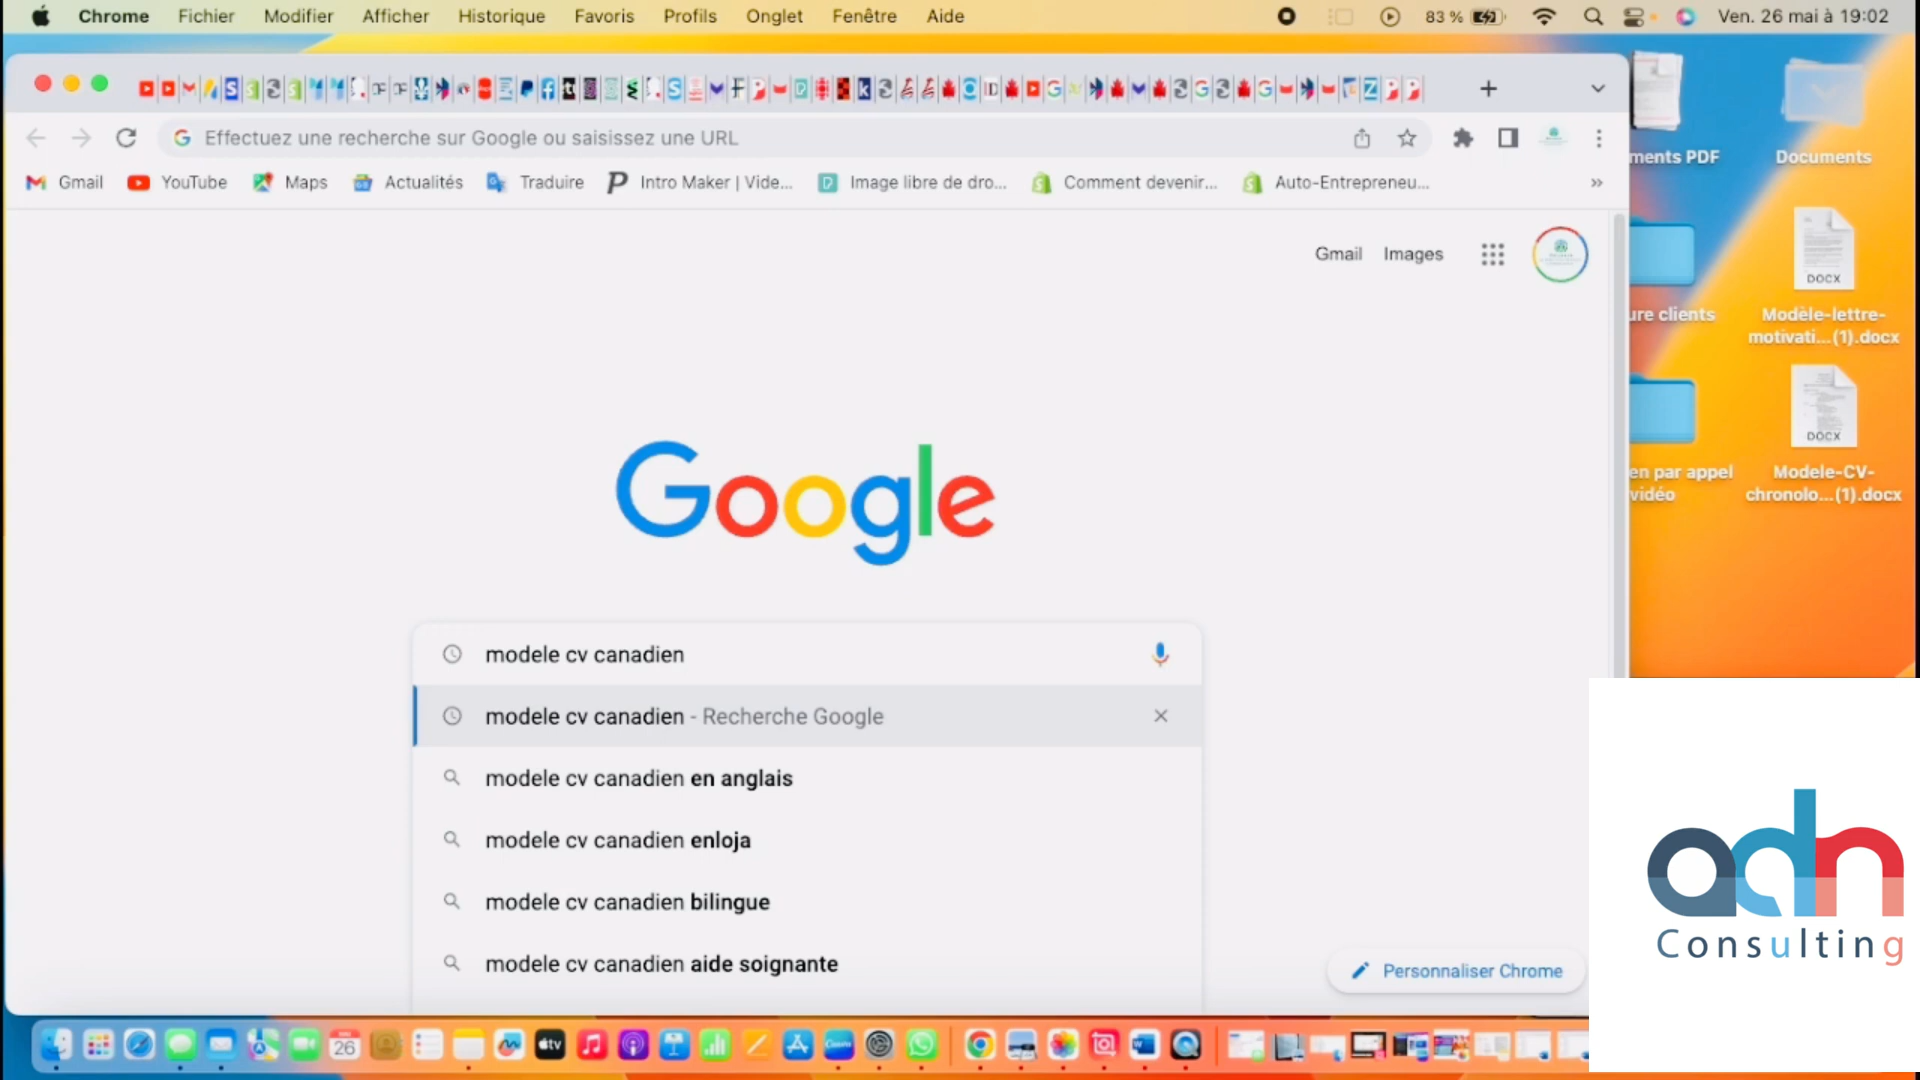 Chrome Fichier Modifier Afficher Historique Favoris Profils Onglet Fenêtre Aide 83 % Ven. 26 mai à 19:02
Effectuez une recherche sur Google ou saisissez une URL
Gmail YouTube Maps Actualités Traduire Intro Maker | Vide... Image libre de dro... Comment devenir... Auto-Entrepreneu... »
Gmail Images
Google
modele cv canadien
modele cv canadien - Recherche Google
modele cv canadien en anglais
modele cv canadien enloja
modele cv canadien bilingue
modele cv canadien aide soignante
Personnaliser Chrome
ments PDF
Documents
ure clients
DOCX
Modèle-lettre-
motivati...(1).docx
en par appel
vidéo
DOCX
Modele-CV-
chronolo...(1).docx
adn
Consulting
26
tv